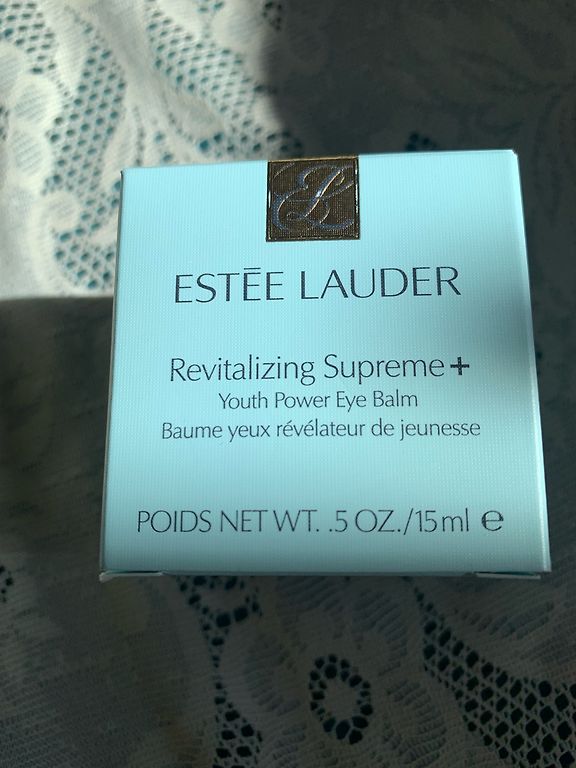 EL
ESTĒE LAUDER
Revitalizing Supreme+
Youth Power Eye Balm
Baume yeux révélateur de jeunesse
POIDS NET WT. .5 OZ./15ml ℮